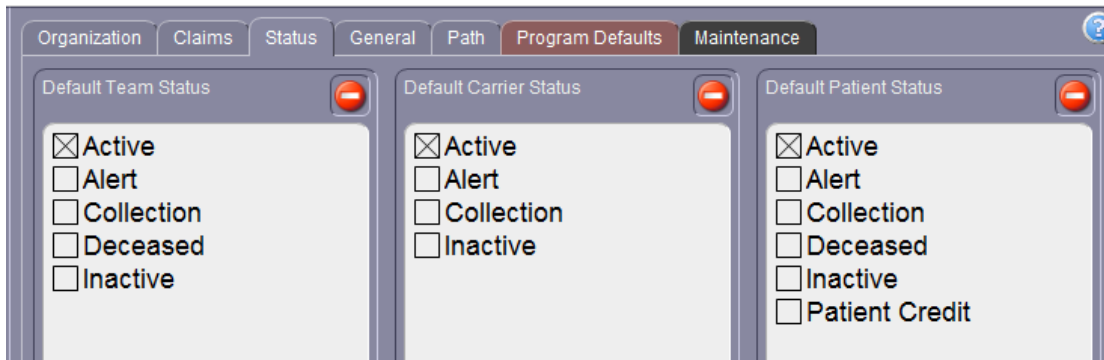 Organization Claims Status General Path Program Defaults Maintenance
Default Team Status
Active
Alert
Collection
Deceased
Inactive
Default Carrier Status
Active
Alert
Collection
Inactive
Default Patient Status
Active
Alert
Collection
Deceased
Inactive
Patient Credit